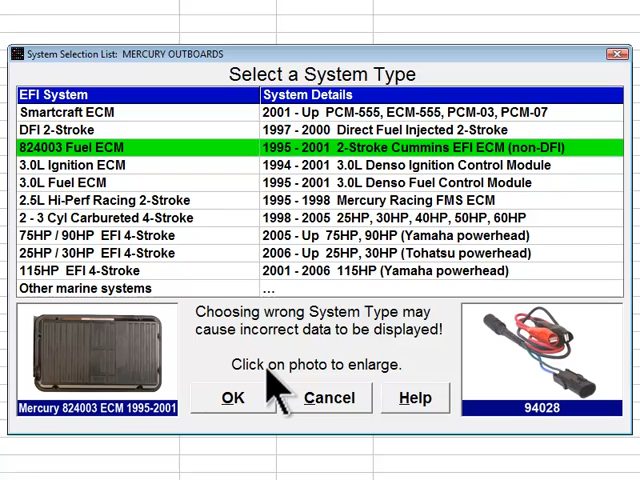 System Selection List: MERCURY OUTBOARDS
Select a System Type
EFI System System Details
Smartcraft ECM 2001 - Up PCM-555, ECM-555, PCM-03, PCM-07
DFI 2-Stroke 1997 - 2000 Direct Fuel Injected 2-Stroke
824003 Fuel ECM 1995 - 2001 2-Stroke Cummins EFI ECM (non-DFI)
3.0L Ignition ECM 1994 - 2001 3.0L Denso Ignition Control Module
3.0L Fuel ECM 1995 - 2001 3.0L Denso Fuel Control Module
2.5L Hi-Perf Racing 2-Stroke 1995 - 1998 Mercury Racing FMS ECM
2 - 3 Cyl Carbureted 4-Stroke 1998 - 2005 25HP, 30HP, 40HP, 50HP, 60HP
75HP / 90HP EFI 4-Stroke 2005 - Up 75HP, 90HP (Yamaha powerhead)
25HP / 30HP EFI 4-Stroke 2006 - Up 25HP, 30HP (Tohatsu powerhead)
115HP EFI 4-Stroke 2001 - 2006 115HP (Yamaha powerhead)
Other marine systems ...
Choosing wrong System Type may
cause incorrect data to be displayed!
Click on photo to enlarge.
OK Cancel Help
Mercury 824003 ECM 1995-2001 94028